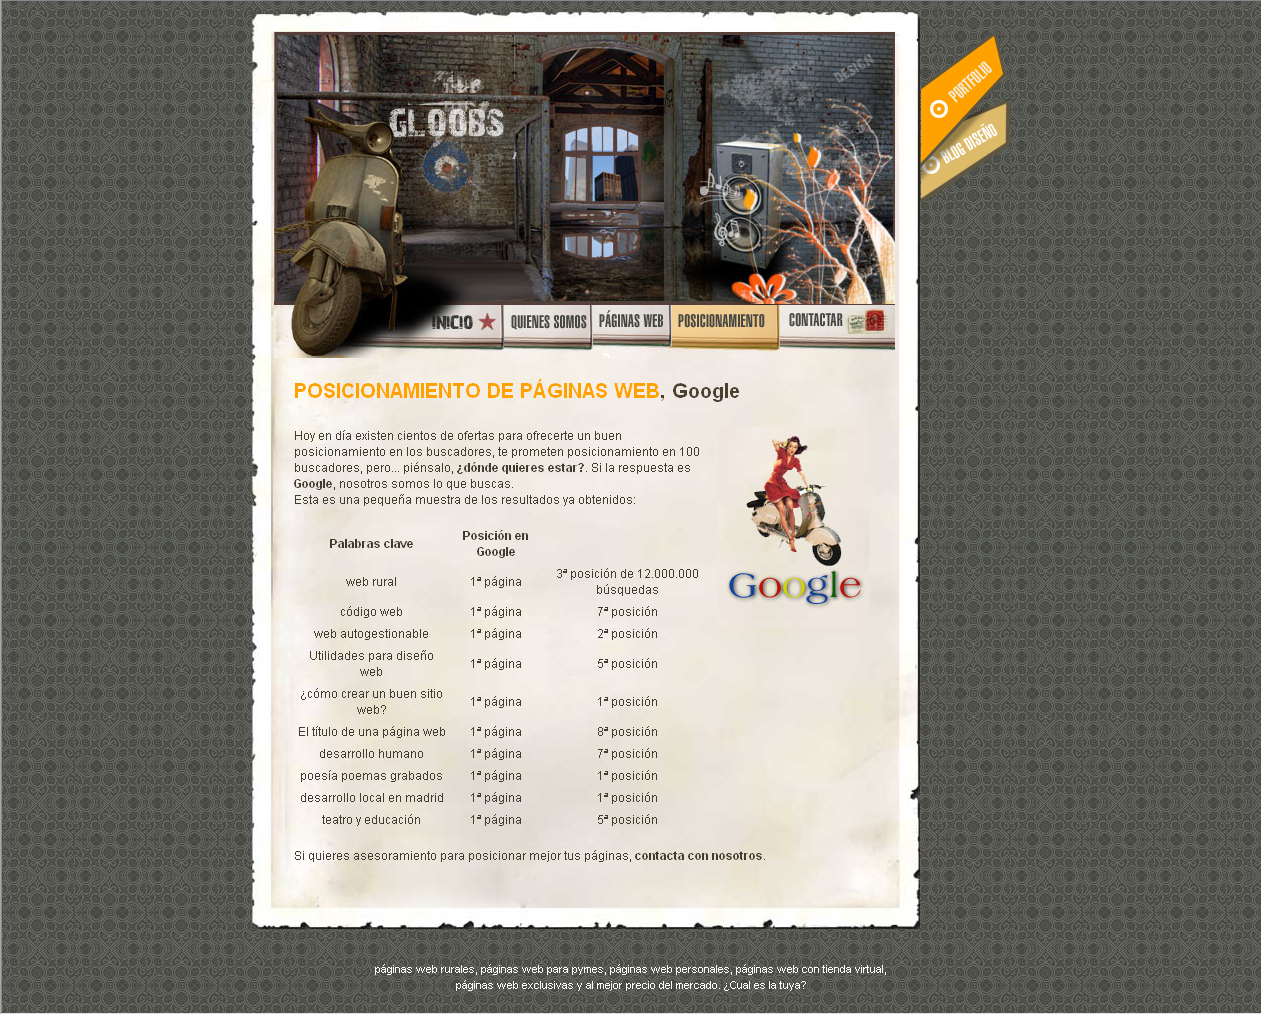 DESIGN
THE
GLOOBS
PORTFOLIO
BLOG DISEÑO
INICIO
QUIENES SOMOS
PÁGINAS WEB
POSICIONAMIENTO
CONTACTAR
POSICIONAMIENTO DE PÁGINAS WEB, Google
Hoy en día existen cientos de ofertas para ofrecerte un buen
posicionamiento en los buscadores, te prometen posicionamiento en 100
buscadores, pero... piénsalo, ¿dónde quieres estar?. Si la respuesta es
Google, nosotros somos lo que buscas.
Esta es una pequeña muestra de los resultados ya obtenidos:
Google
Palabras clave Posición en
Google
web rural 1ª página 3ª posición de 12.000.000
búsquedas
código web 1ª página 7ª posición
web autogestionable 1ª página 2ª posición
Utilidades para diseño
web 1ª página 5ª posición
¿cómo crear un buen sitio
web? 1ª página 1ª posición
El título de una página web 1ª página 8ª posición
desarrollo humano 1ª página 7ª posición
poesía poemas grabados 1ª página 1ª posición
desarrollo local en madrid 1ª página 1ª posición
teatro y educación 1ª página 5ª posición
Si quieres asesoramiento para posicionar mejor tus páginas, contacta con nosotros.
páginas web rurales, páginas web para pymes, páginas web personales, páginas web con tienda virtual,
páginas web exclusivas y al mejor precio del mercado. ¿Cual es la tuya?